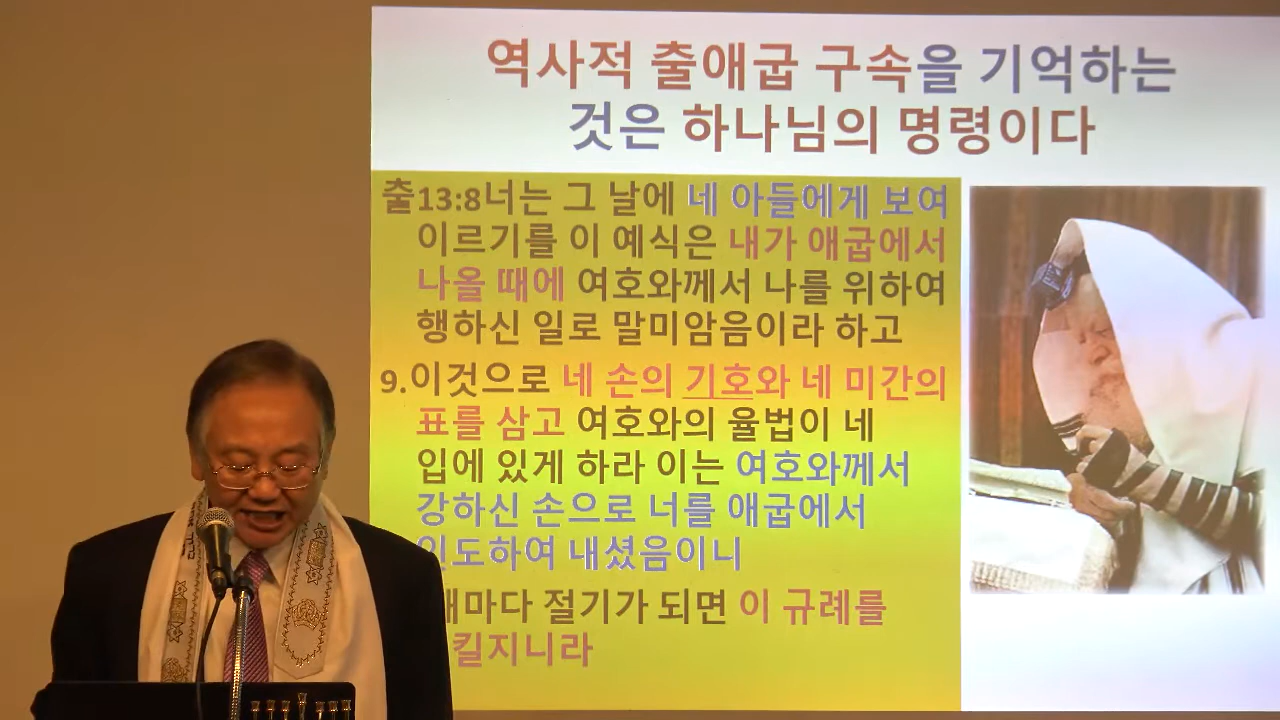 역사적 출애굽 구속을 기억하는
것은 하나님의 명령이다
출13:8너는 그 날에 네 아들에게 보여
이르기를 이 예식은 내가 애굽에서
나올 때에 여호와께서 나를 위하여
행하신 일로 말미암음이라 하고
9.이것으로 네 손의 기호와 네 미간의
표를 삼고 여호와의 율법이 네
입에 있게 하라 이는 여호와께서
강하신 손으로 너를 애굽에서
인도하여 내셨음이니
절기가 되면 이 규례를